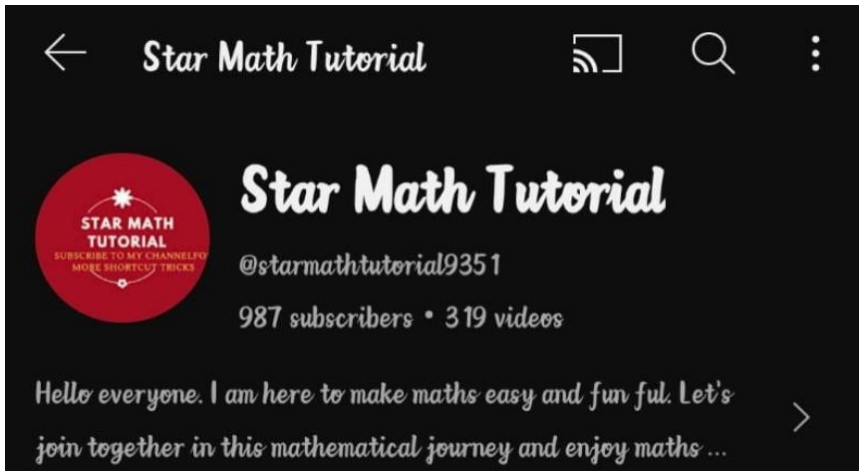 Star Math Tutorial
STAR MATH
TUTORIAL
SUBSCRIBE TO MY CHANNELFO
MORE SHORTCUT TRICKS
Star Math Tutorial
@starmathtutorial9351
987 subscribers • 319 videos
Hello everyone. I am here to make maths easy and fun ful. Let's
join together in this mathematical journey and enjoy maths ...